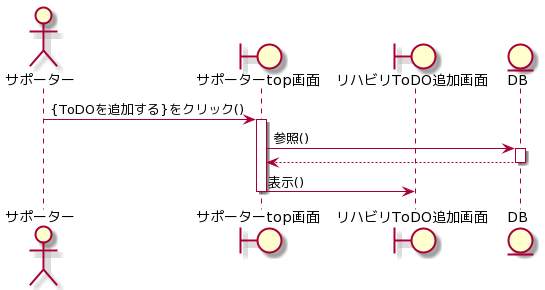 サポーター
サポーターtop画面
リハビリToDO追加画面
DB
{ToDOを追加する}をクリック()
参照()
表示()
サポーター
サポーターtop画面
リハビリToDO追加画面
DB